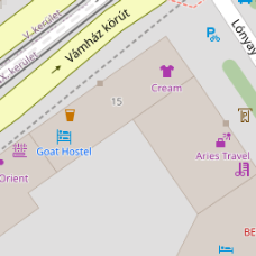 V. kerület
IX. kerület
Vámház körút
Lónyay
15
Cream
Goat Hostel
Aries Travel
Orient
BE